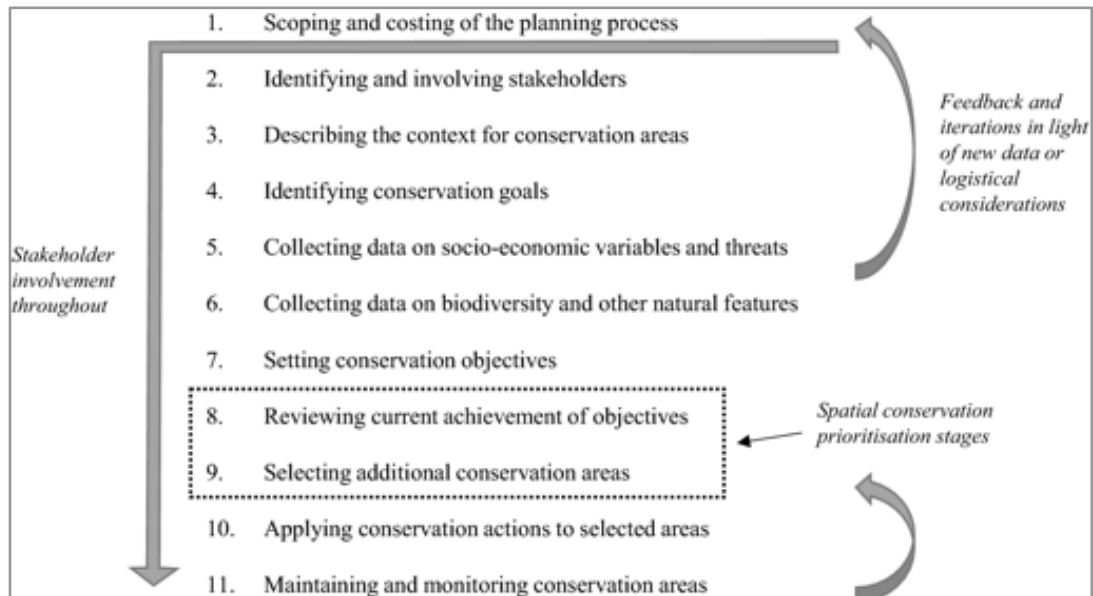 1. Scoping and costing of the planning process
2. Identifying and involving stakeholders
3. Describing the context for conservation areas
4. Identifying conservation goals
5. Collecting data on socio-economic variables and threats
6. Collecting data on biodiversity and other natural features
7. Setting conservation objectives
8. Reviewing current achievement of objectives
9. Selecting additional conservation areas
10. Applying conservation actions to selected areas
11. Maintaining and monitoring conservation areas
Stakeholder
involvement
throughout
Feedback and
iterations in light
of new data or
logistical
considerations
Spatial conservation
prioritisation stages